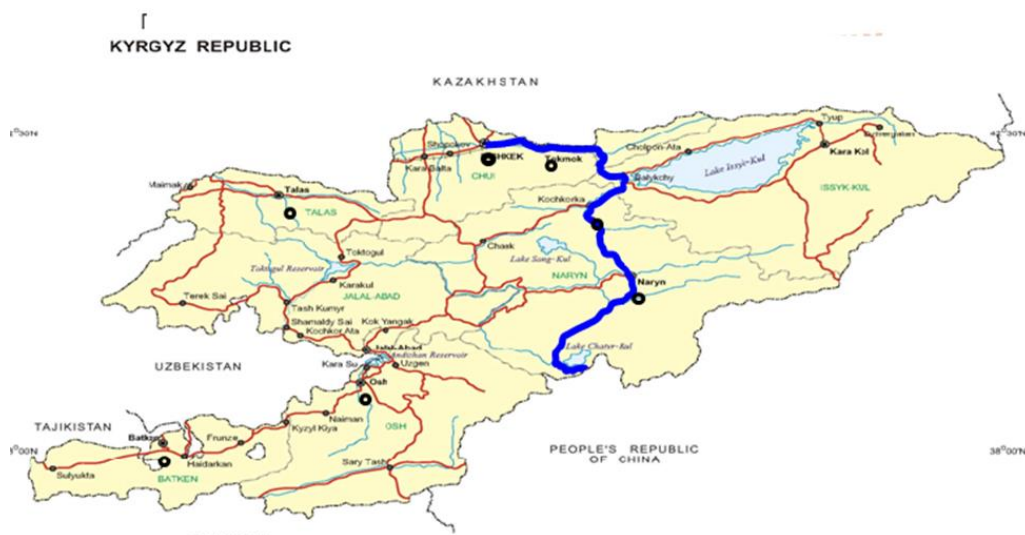 KYRGYZ REPUBLIC
KAZAKHSTAN
Tyup
Shopokov
SHKEK
Tokmok
Cholpon-Ata
Lake Issyk-Kul
Kara Kol
Kara Balta
CHUI
Balykchy
ISSYK-KUL
Maimak
Talas
TALAS
Kochkorka
Toktogul
Chaek
Lake Song-Kul
Toktogul Reservoir
NARYN
Naryn
Karakul
JALAL-ABAD
Terek Sai
Tash Kumyr
Shamaldy Sai
Kok Yangak
Kochkor Ata
Lake Chater-Kul
Andizhan Reservoir
UZBEKISTAN
Kara Su
Uzgen
Osh
TAJIKISTAN
Naiman
Batken
Frunze
Kyzyl Kiya
OSH
PEOPLE'S REPUBLIC
OF CHINA
38°00'N
Haidarkan
Sary Tash
Sulyukta
BATKEN